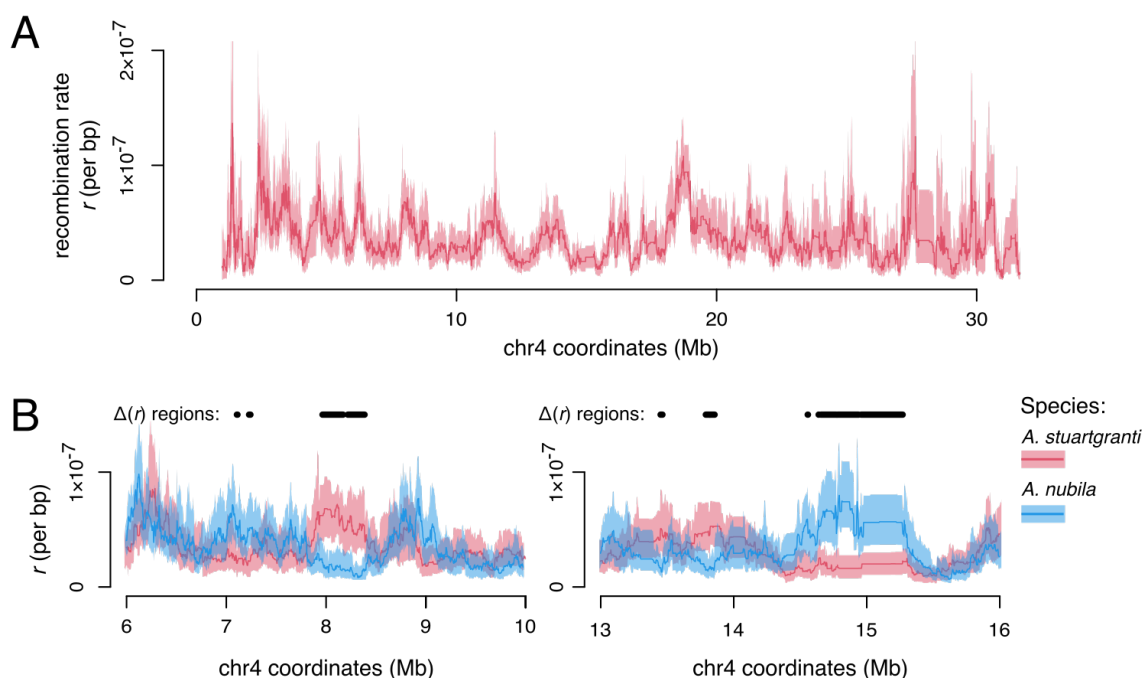 A
recombination rate
r (per bp)
2×10⁻⁷
1×10⁻⁷
0
0 10 20 30
chr4 coordinates (Mb)
B
Δ(r) regions:
Δ(r) regions:
Species:
A. stuartgranti
A. nubila
r (per bp)
1×10⁻⁷
0
6 7 8 9 10
chr4 coordinates (Mb)
1×10⁻⁷
0
13 14 15 16
chr4 coordinates (Mb)